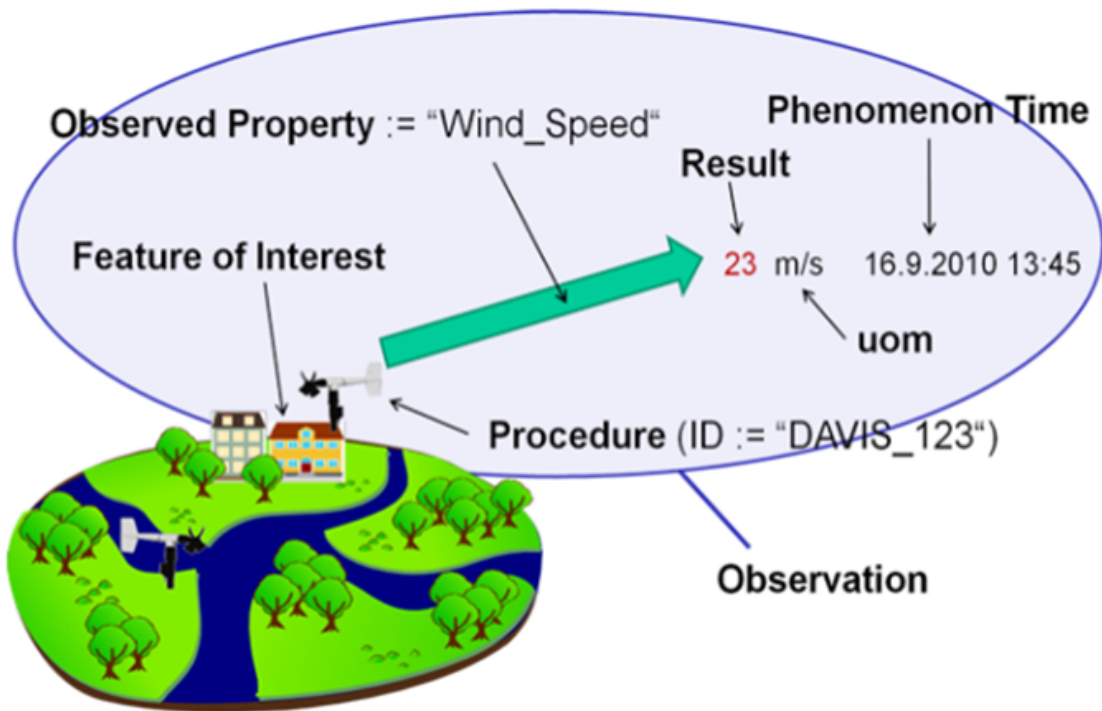 Phenomenon Time
Observed Property := “Wind_Speed“
Result
Feature of Interest
23 m/s 16.9.2010 13:45
uom
Procedure (ID := “DAVIS_123“)
Observation